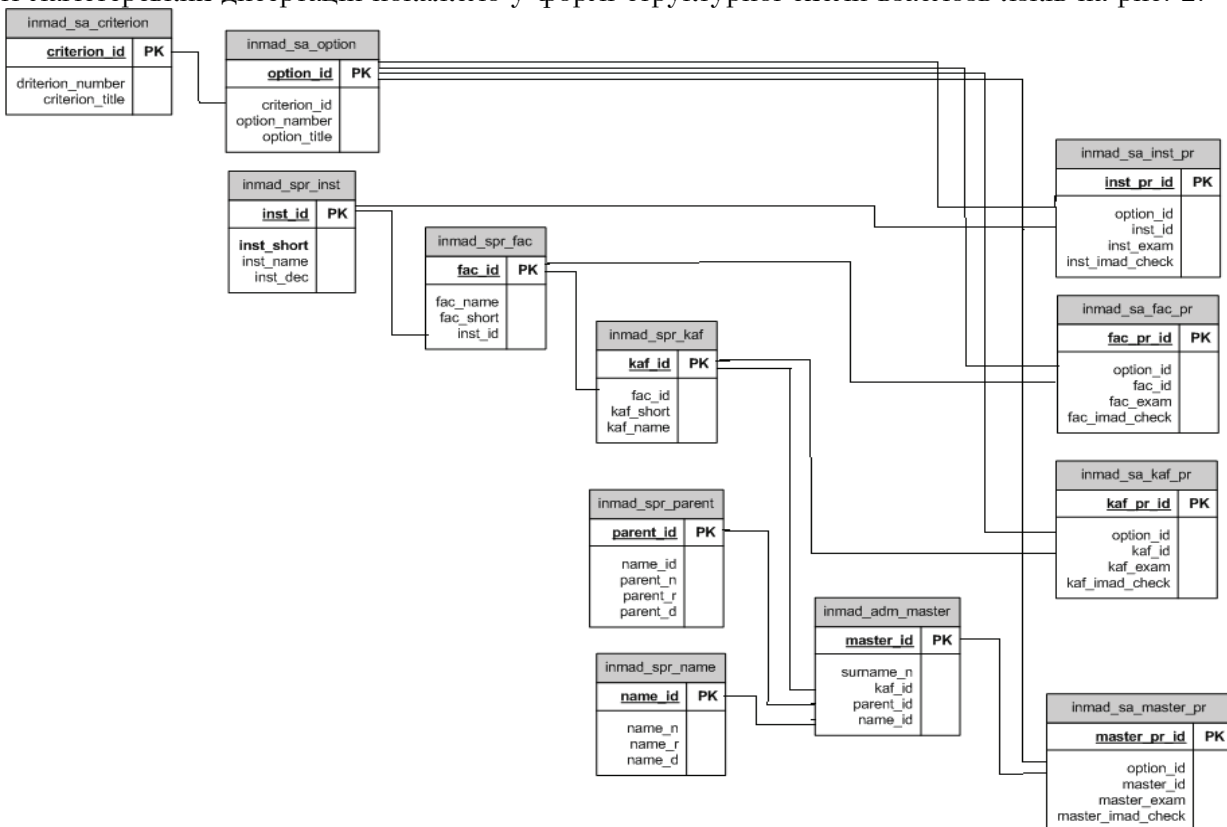 inmad_sa_criterion
criterion_id PK
driterion_number
criterion_title
inmad_sa_option
option_id PK
criterion_id
option_namber
option_title
inmad_spr_inst
inst_id PK
inst_short
inst_name
inst_dec
inmad_spr_fac
fac_id PK
fac_name
fac_short
inst_id
inmad_spr_kaf
kaf_id PK
fac_id
kaf_short
kaf_name
inmad_spr_parent
parent_id PK
name_id
parent_n
parent_r
parent_d
inmad_spr_name
name_id PK
name_n
name_r
name_d
inmad_adm_master
master_id PK
surname_n
kaf_id
parent_id
name_id
inmad_sa_inst_pr
inst_pr_id PK
option_id
inst_id
inst_exam
inst_imad_check
inmad_sa_fac_pr
fac_pr_id PK
option_id
fac_id
fac_exam
fac_imad_check
inmad_sa_kaf_pr
kaf_pr_id PK
option_id
kaf_id
kaf_exam
kaf_imad_check
inmad_sa_master_pr
master_pr_id PK
option_id
master_id
master_exam
master_imad_check